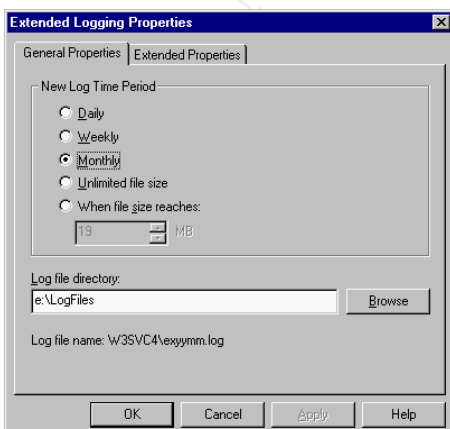 Extended Logging Properties
General Properties Extended Properties
New Log Time Period
Daily
Weekly
Monthly
Unlimited file size
When file size reaches:
19 MB
Log file directory:
e:\LogFiles Browse
Log file name: W3SVC4\exyymm.log
OK Cancel Apply Help